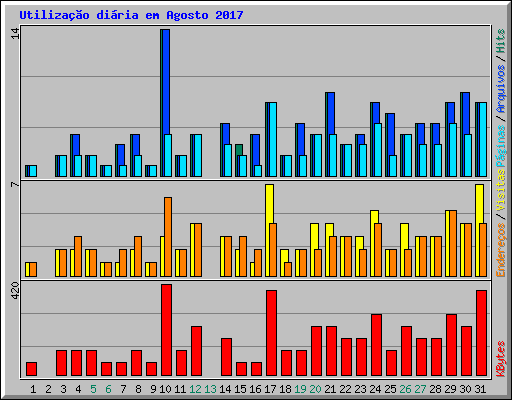 Utilização diária em Agosto 2017
14
7
420
Endereços / Visitas Páginas / Arquivos / Hits
KBytes
1 2 3 4 5 6 7 8 9 10 11 12 13 14 15 16 17 18 19 20 21 22 23 24 25 26 27 28 29 30 31